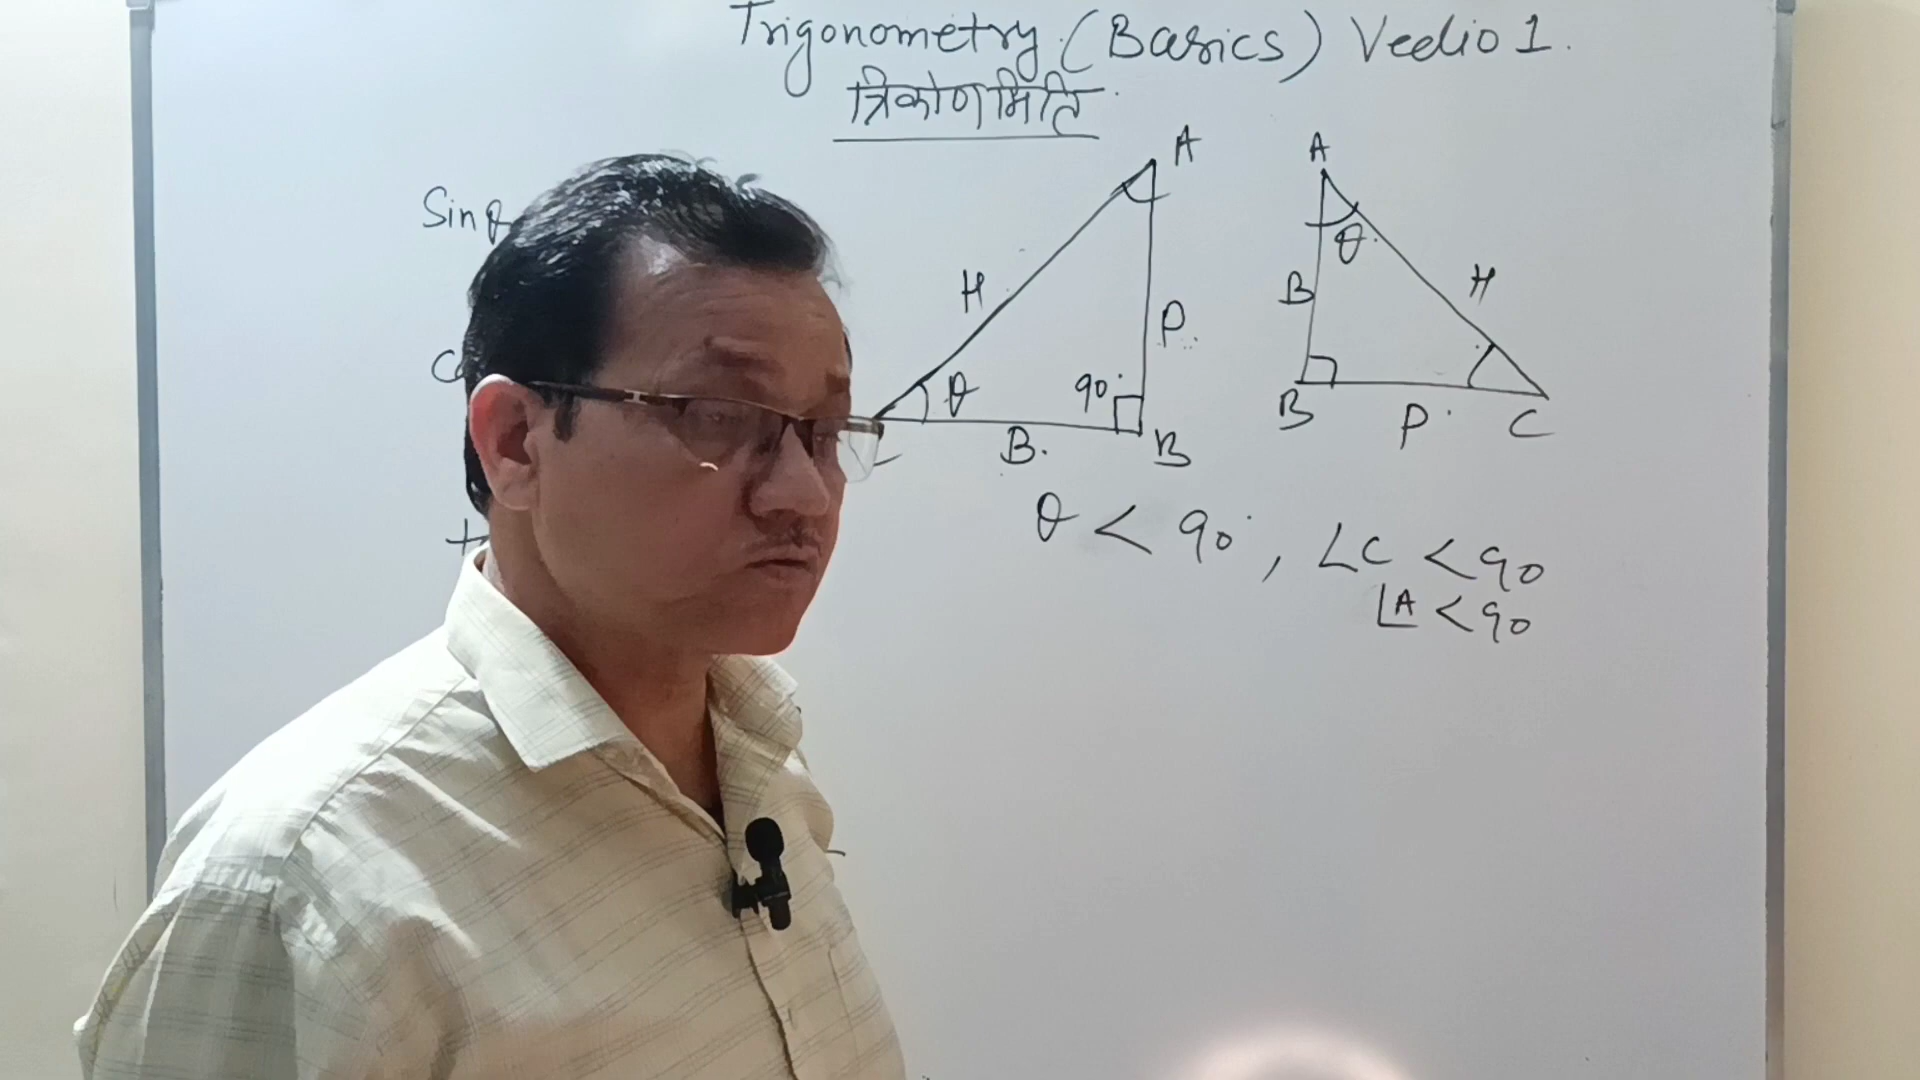 Trigonometry (Basics) Veedio 1.
त्रिकोणमिति
A
A
Sin θ
θ
H
B
H
P.
θ
90°
B.
B
B
P
C
θ < 90°, ∠C < 90
∠A < 90